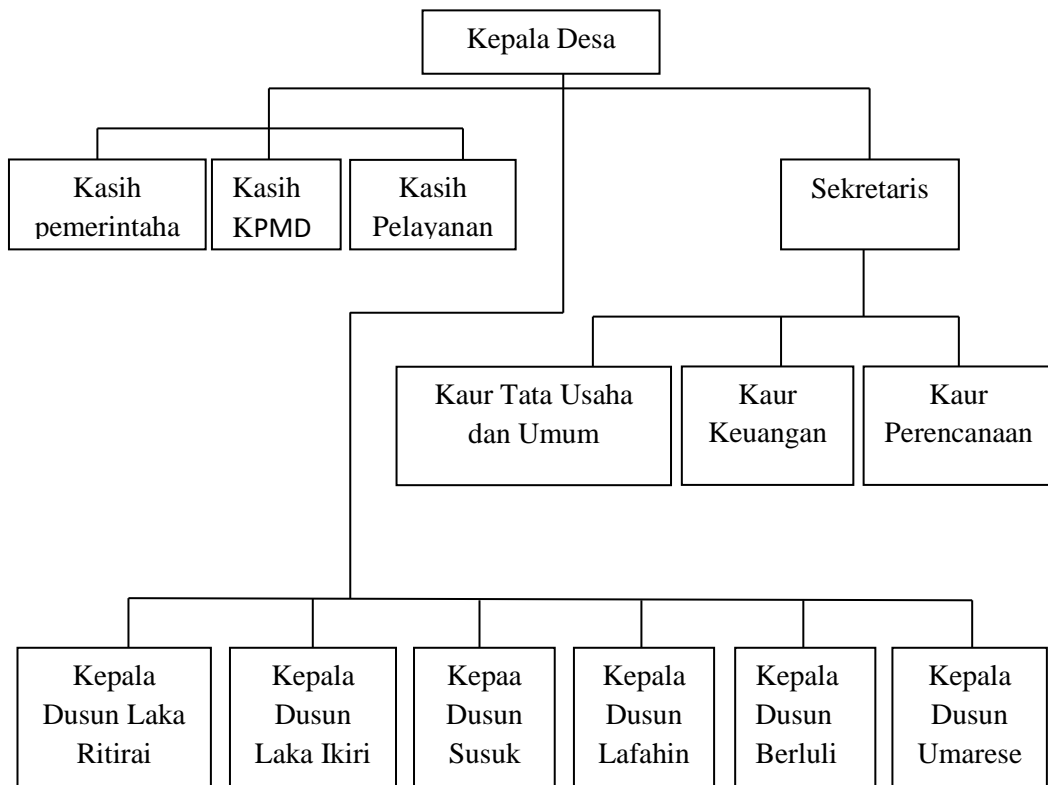 Kepala Desa
Kasih
pemerintaha
Kasih
KPMD
Kasih
Pelayanan
Sekretaris
Kaur Tata Usaha
dan Umum
Kaur
Keuangan
Kaur
Perencanaan
Kepala
Dusun Laka
Ritirai
Kepala
Dusun
Laka Ikiri
Kepaa
Dusun
Susuk
Kepala
Dusun
Lafahin
Kepala
Dusun
Berluli
Kepala
Dusun
Umarese